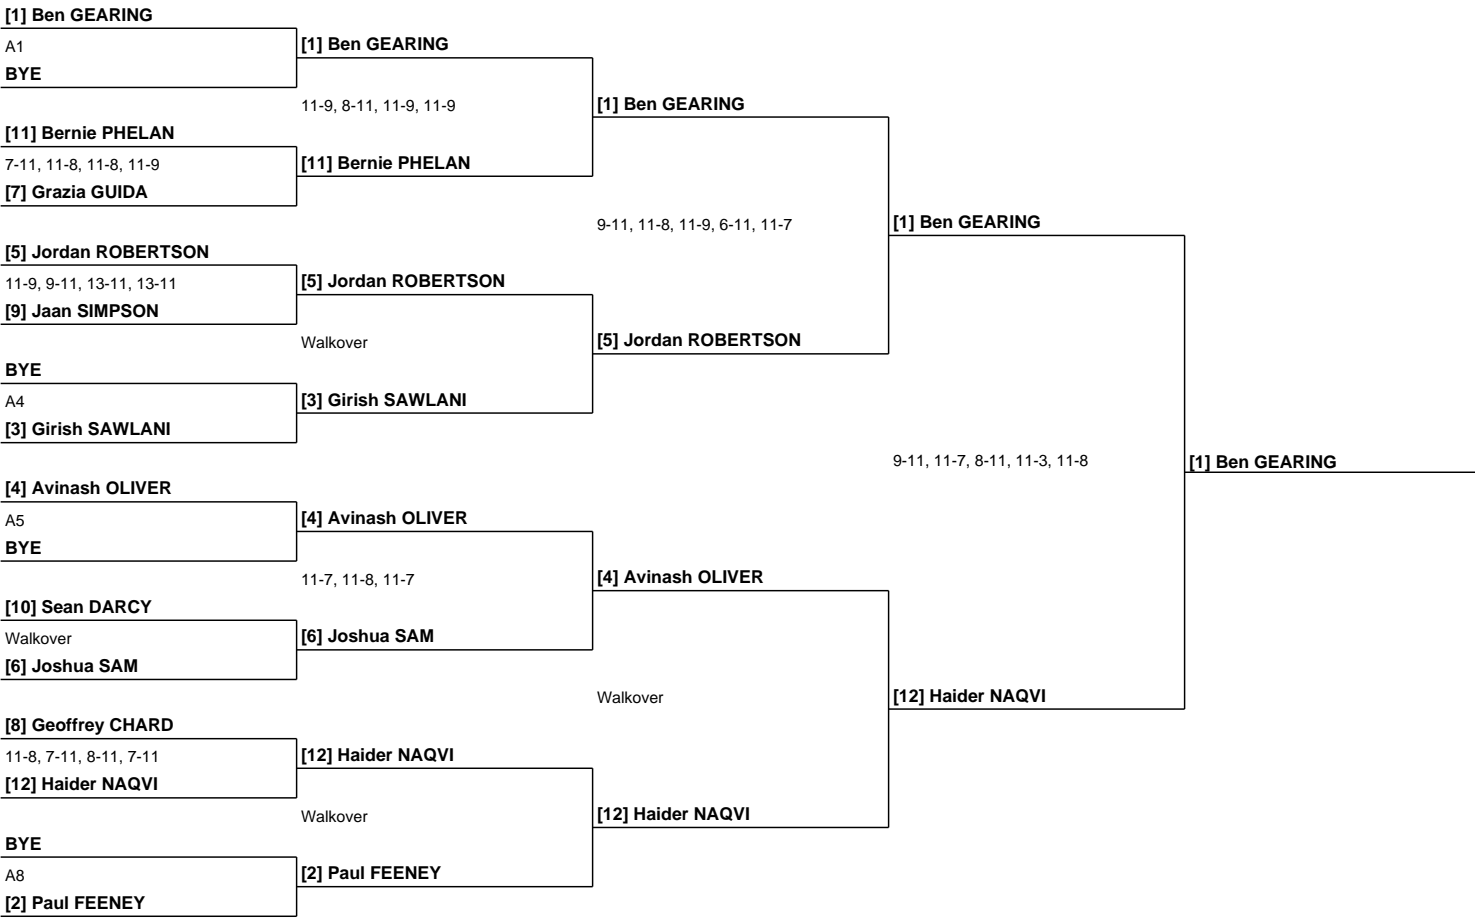 [1] Ben GEARING
A1
BYE
[11] Bernie PHELAN
7-11, 11-8, 11-8, 11-9
[7] Grazia GUIDA
[5] Jordan ROBERTSON
11-9, 9-11, 13-11, 13-11
[9] Jaan SIMPSON
BYE
A4
[3] Girish SAWLANI
[4] Avinash OLIVER
A5
BYE
[10] Sean DARCY
Walkover
[6] Joshua SAM
[8] Geoffrey CHARD
11-8, 7-11, 8-11, 7-11
[12] Haider NAQVI
BYE
A8
[2] Paul FEENEY
[1] Ben GEARING
11-9, 8-11, 11-9, 11-9
[11] Bernie PHELAN
[5] Jordan ROBERTSON
Walkover
[3] Girish SAWLANI
[4] Avinash OLIVER
11-7, 11-8, 11-7
[6] Joshua SAM
[12] Haider NAQVI
Walkover
[2] Paul FEENEY
[1] Ben GEARING
9-11, 11-8, 11-9, 6-11, 11-7
[5] Jordan ROBERTSON
[4] Avinash OLIVER
Walkover
[12] Haider NAQVI
[1] Ben GEARING
9-11, 11-7, 8-11, 11-3, 11-8
[12] Haider NAQVI
[1] Ben GEARING